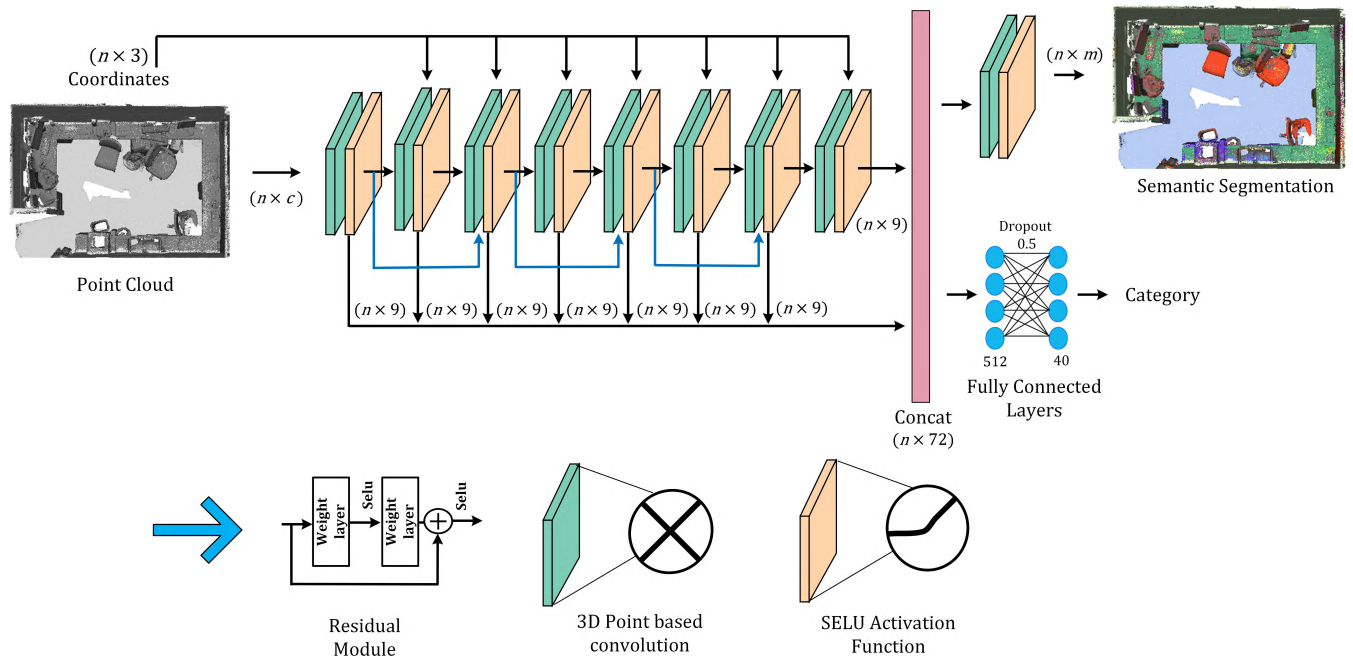 (n × 3)
Coordinates
(n × c)
Point Cloud
(n × 9)
(n × 9) (n × 9) (n × 9) (n × 9) (n × 9) (n × 9) (n × 9)
Concat
(n × 72)
(n × m)
Semantic Segmentation
Dropout
0.5
512
40
Fully Connected
Layers
Category
Weight
layer
Selu
Weight
layer
Selu
Residual
Module
3D Point based
convolution
SELU Activation
Function